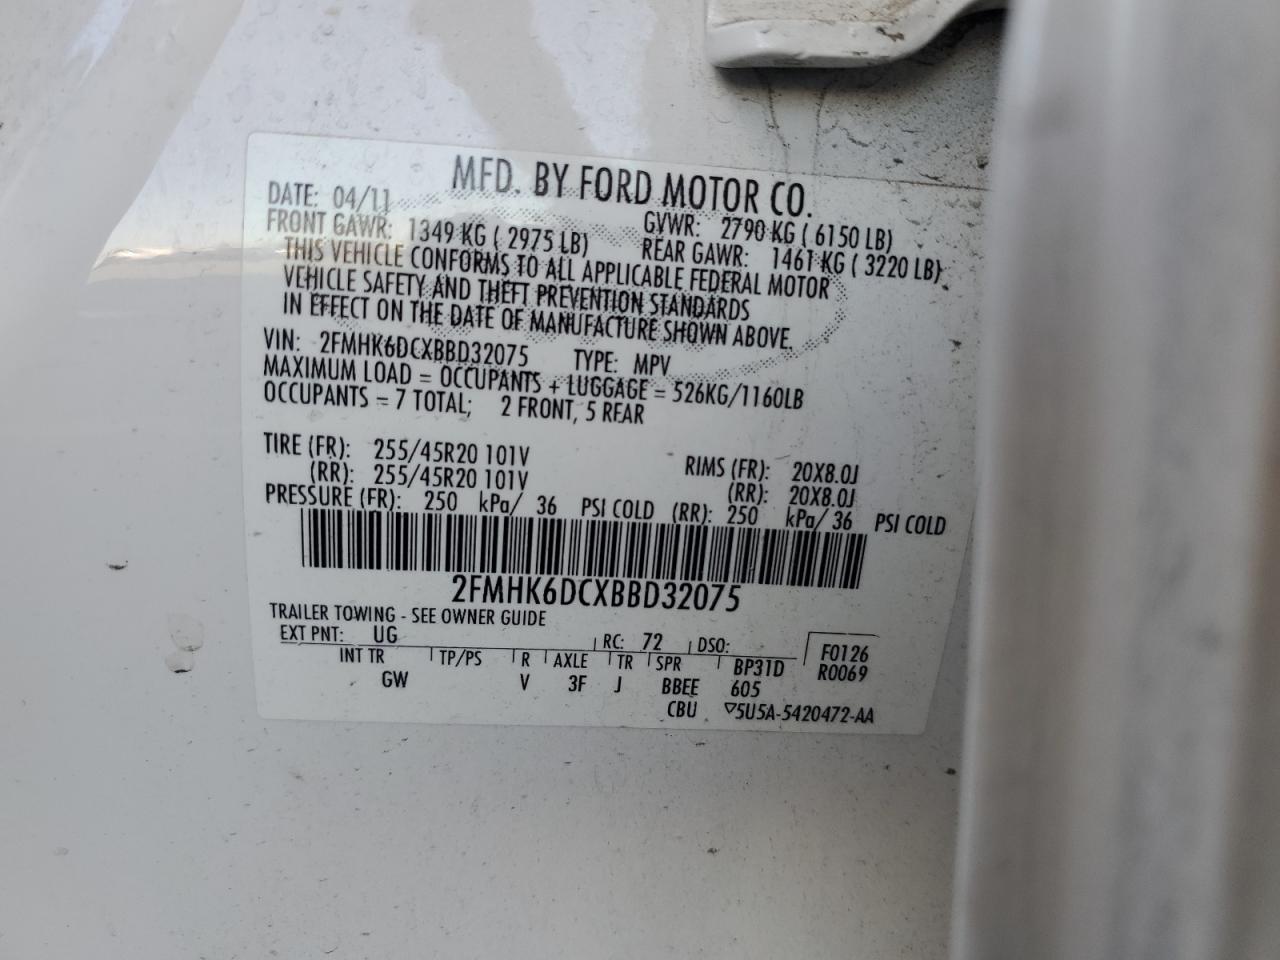 MFD. BY FORD MOTOR CO.
DATE: 04/11 GVWR: 2790 KG ( 6150 LB)
FRONT GAWR: 1349 KG ( 2975 LB) REAR GAWR: 1461 KG ( 3220 LB)
THIS VEHICLE CONFORMS TO ALL APPLICABLE FEDERAL MOTOR
VEHICLE SAFETY AND THEFT PREVENTION STANDARDS
IN EFFECT ON THE DATE OF MANUFACTURE SHOWN ABOVE.
VIN: 2FMHK6DCXBBD32075 TYPE: MPV
MAXIMUM LOAD = OCCUPANTS + LUGGAGE = 526KG/1160LB
OCCUPANTS = 7 TOTAL; 2 FRONT, 5 REAR
TIRE (FR): 255/45R20 101V RIMS (FR): 20X8.0J
(RR): 255/45R20 101V (RR): 20X8.0J
PRESSURE (FR): 250 kPa/ 36 PSI COLD (RR): 250 kPa/ 36 PSI COLD
2FMHK6DCXBBD32075
TRAILER TOWING - SEE OWNER GUIDE
EXT PNT: UG RC: 72 DSO: F0126
INT TR TP/PS R AXLE TR SPR BP31D R0069
GW V 3F J BBEE 605
CBU ▽5U5A-5420472-AA